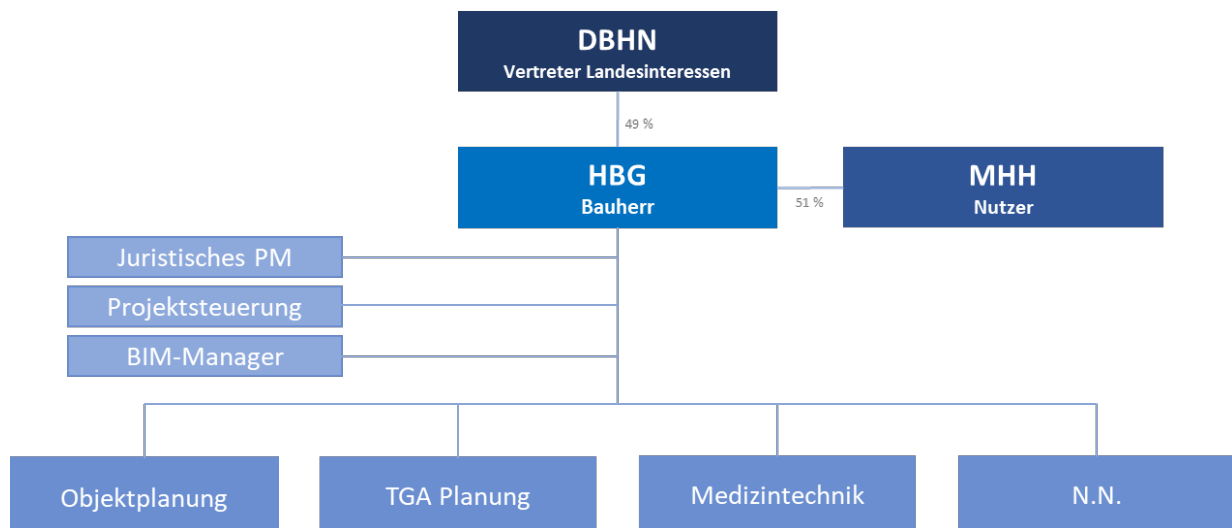 DBHN
Vertreter Landesinteressen
49 %
HBG
Bauherr
51 %
MHH
Nutzer
Juristisches PM
Projektsteuerung
BIM-Manager
Objektplanung
TGA Planung
Medizintechnik
N.N.